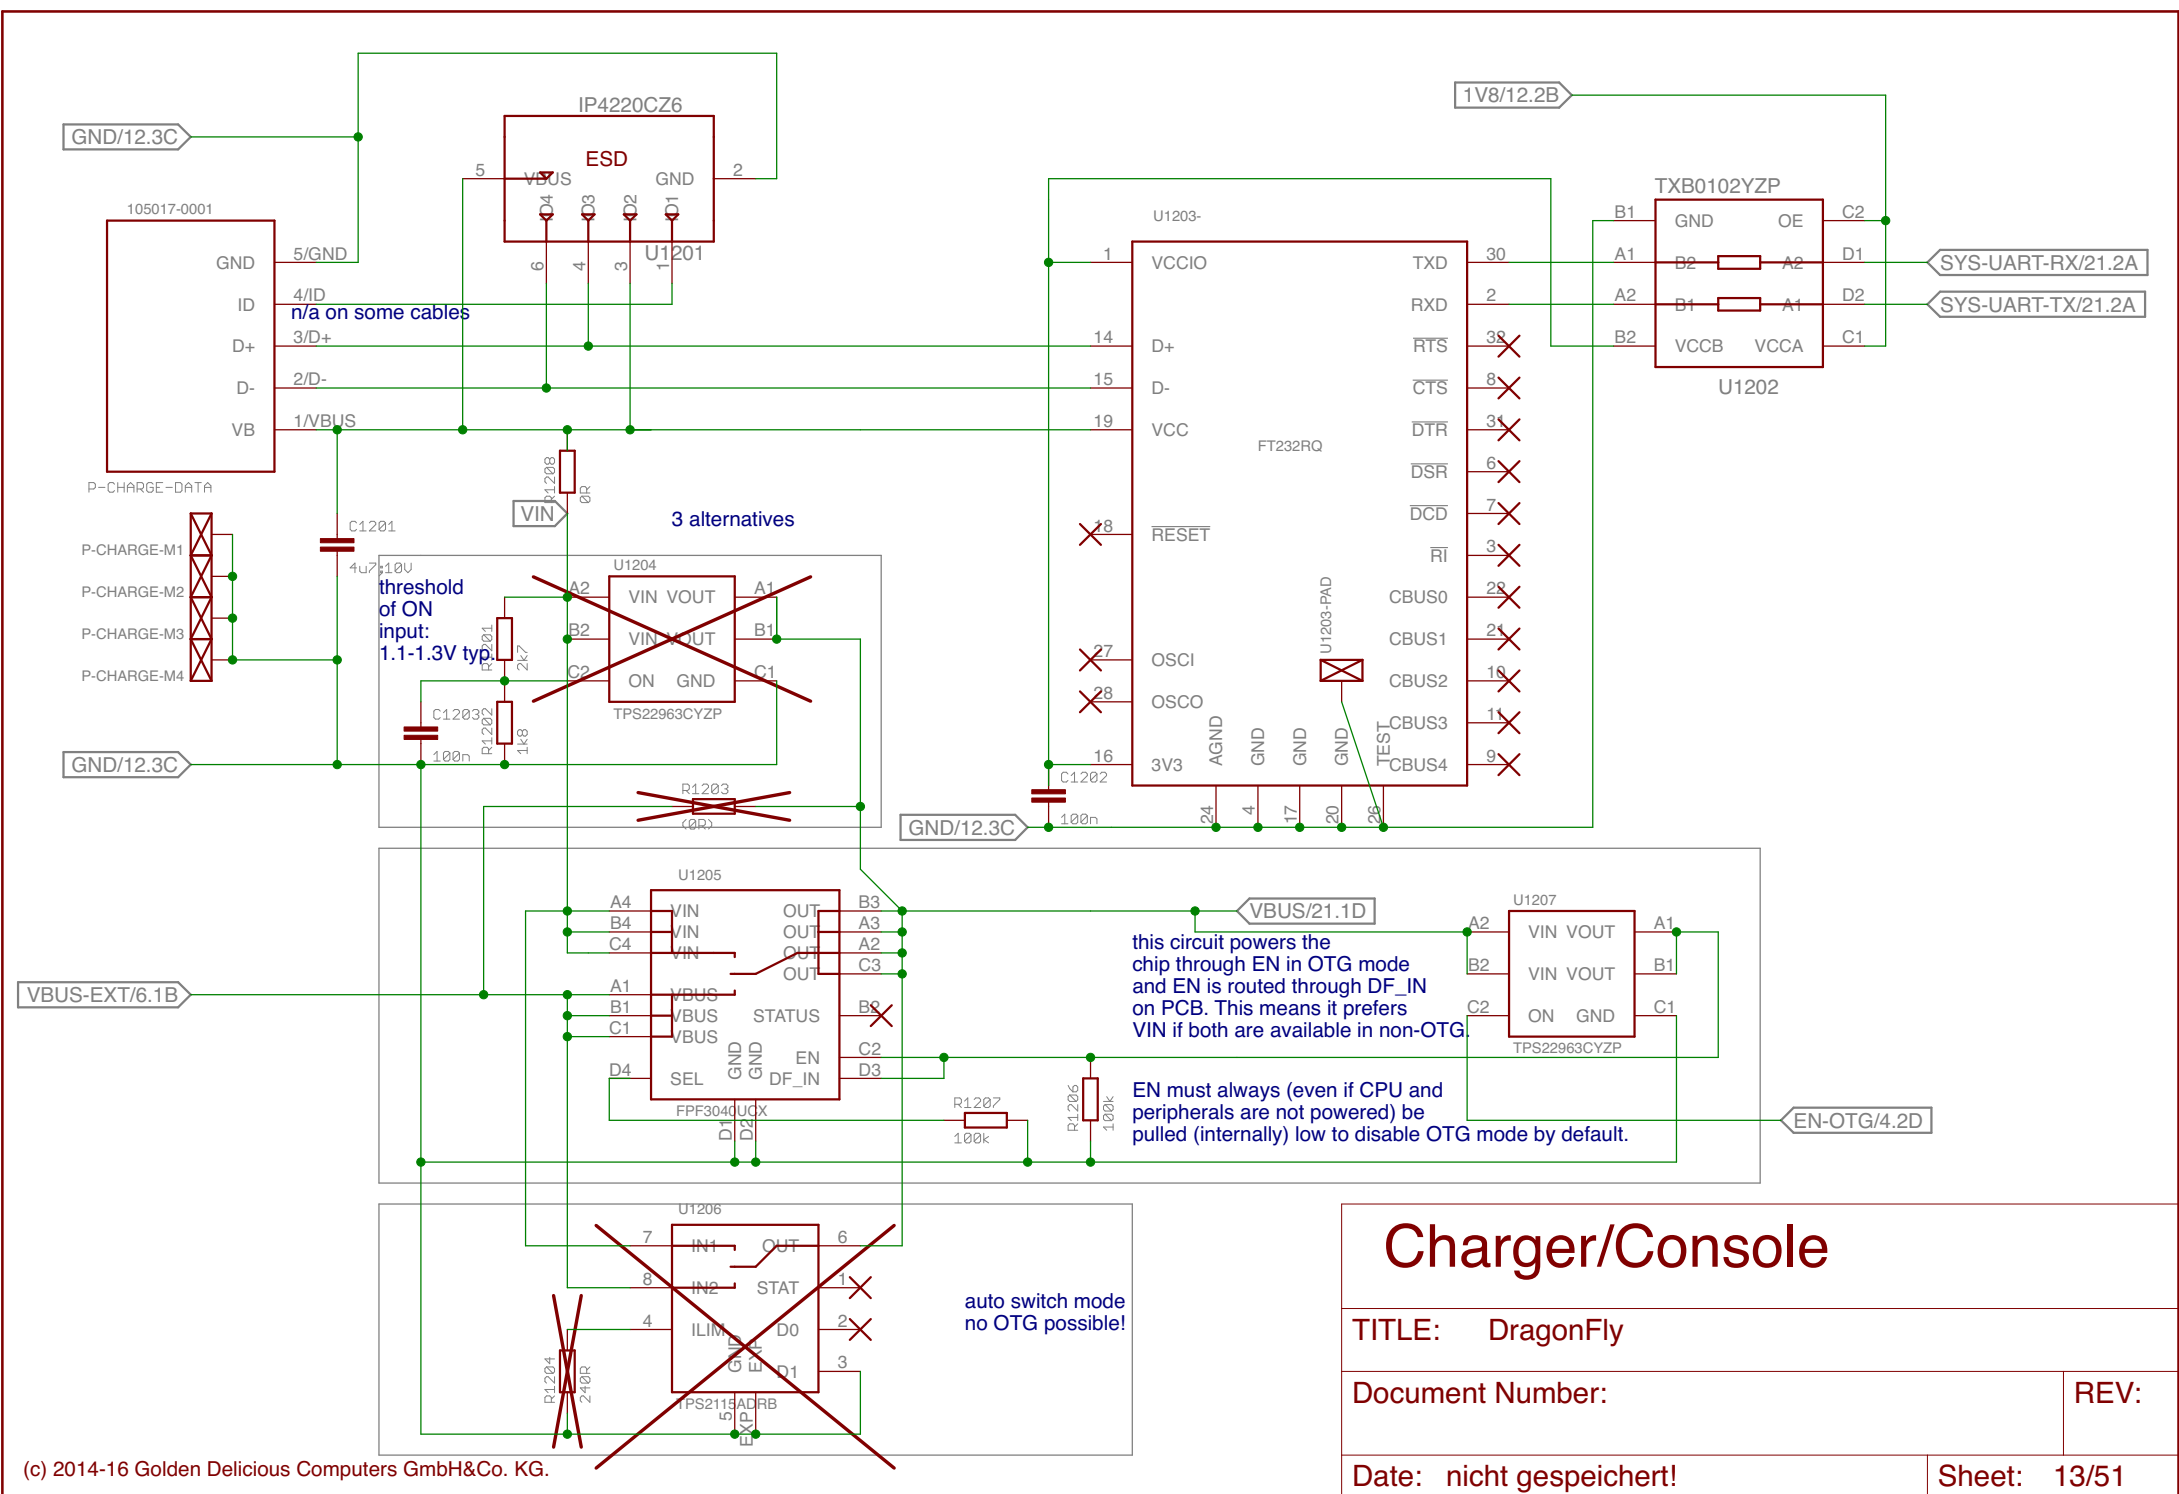 GND/12.3C
IP4220CZ6
ESD
5
VBUS
GND
2
D4
D3
D2
D1
6
4
3
1
U1201
1V8/12.2B
TXB0102YZP
B1
GND
OE
C2
A1
B2
A2
D1
SYS-UART-RX/21.2A
A2
B1
A1
D2
SYS-UART-TX/21.2A
B2
VCCB
VCCA
C1
U1202
105017-0001
GND
5/GND
ID
4/ID
n/a on some cables
D+
3/D+
D-
2/D-
VB
1/VBUS
P-CHARGE-DATA
P-CHARGE-M1
P-CHARGE-M2
P-CHARGE-M3
P-CHARGE-M4
C1201
4u7;10V
R1208
0R
VIN
3 alternatives
U1203-
1
VCCIO
TXD
30
RXD
2
14
D+
RTS
32
15
D-
CTS
8
19
VCC
DTR
31
FT232RQ
DSR
6
DCD
7
18
RESET
RI
3
CBUS0
22
CBUS1
21
27
OSCI
CBUS2
10
28
OSCO
CBUS3
11
16
3V3
CBUS4
9
U1203-PAD
AGND
GND
GND
GND
TEST
24
4
17
20
26
C1202
100n
GND/12.3C
threshold
of ON
input:
1.1-1.3V typ.
U1204
A2
VIN VOUT
A1
B2
VIN VOUT
B1
C2
ON GND
C1
TPS22963CYZP
R1201
2k7
R1202
1k8
C1203
100n
GND/12.3C
R1203
(0R)
U1205
A4
VIN
OUT
B3
B4
VIN
OUT
A3
C4
VIN
OUT
A2
OUT
C3
VBUS-EXT/6.1B
A1
VBUS
B1
VBUS
STATUS
B2
C1
VBUS
GND
GND
EN
C2
D4
SEL
DF_IN
D3
FPF3040UCX
D1
D2
R1207
100k
R1206
100k
VBUS/21.1D
this circuit powers the
chip through EN in OTG mode
and EN is routed through DF_IN
on PCB. This means it prefers
VIN if both are available in non-OTG.
EN must always (even if CPU and
peripherals are not powered) be
pulled (internally) low to disable OTG mode by default.
U1207
A2
VIN VOUT
A1
B2
VIN VOUT
B1
C2
ON GND
C1
TPS22963CYZP
EN-OTG/4.2D
U1206
7
IN1
OUT
6
8
IN2
STAT
1
4
ILIM
D0
2
GND
EXP
D1
3
TPS2115ADRB
5
EXP
R1204
240R
auto switch mode
no OTG possible!
Charger/Console
TITLE: DragonFly
Document Number:
REV:
Date: nicht gespeichert!
Sheet: 13/51
(c) 2014-16 Golden Delicious Computers GmbH&Co. KG.